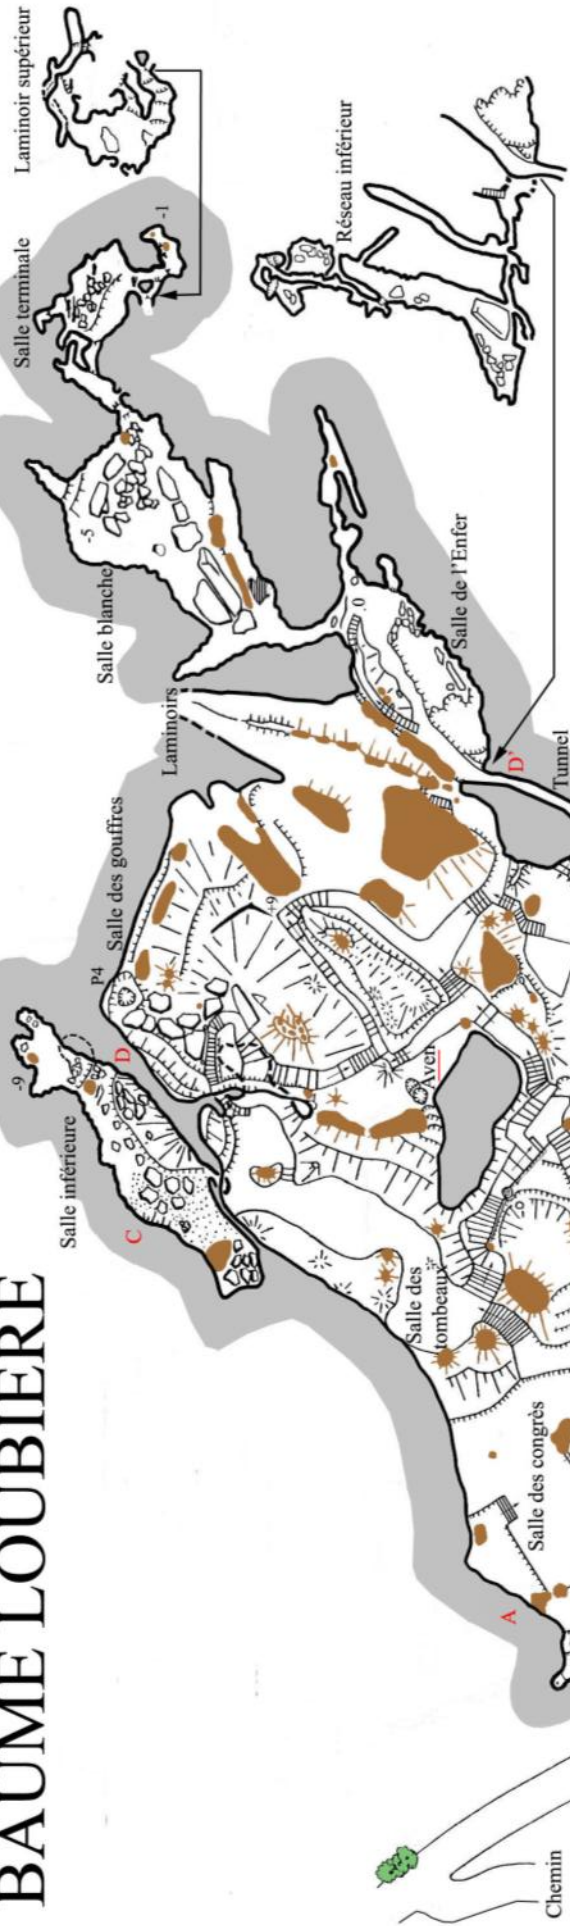 BAUME LOUBIERE
Laminoir supérieur
Salle terminale
-1
Réseau inférieur
-5
Salle blanche
0
Salle de l'Enfer
Laminoirs
D'
Tunnel
Salle des gouffres
P4
+9
D
-9
Salle inférieure
C
Aven
Salle des
tombeaux
Salle des congrès
A
Chemin